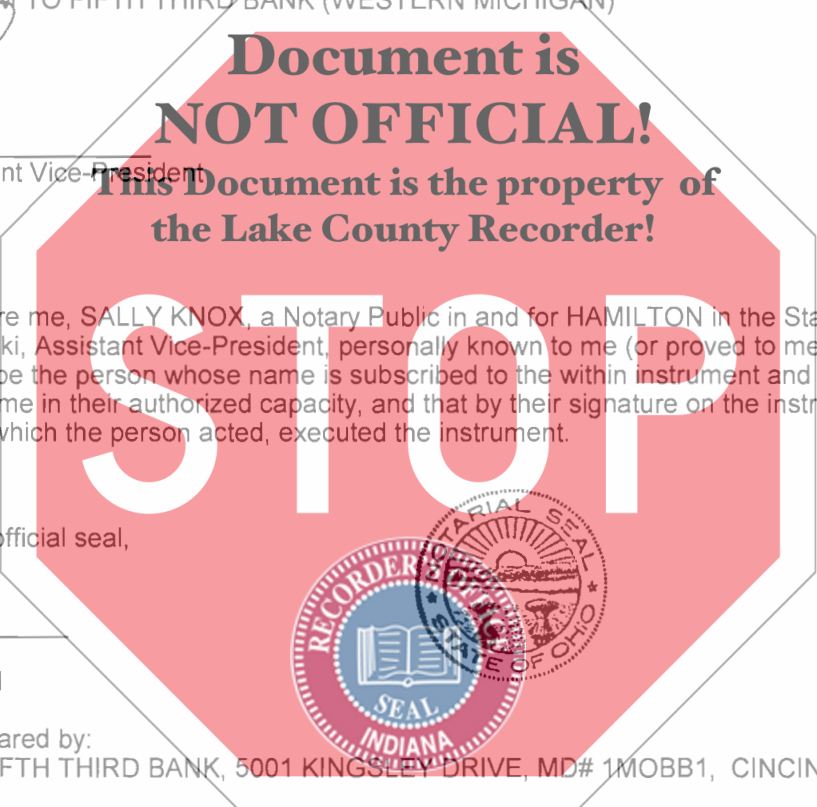 TO FIFTH THIRD BANK (WESTERN MICHIGAN)
Document is
NOT OFFICIAL!
nt Vice-President
This Document is the property of
the Lake County Recorder!
STOP
re me, SALLY KNOX, a Notary Public in and for HAMILTON in the Sta
ki, Assistant Vice-President, personally known to me (or proved to me
be the person whose name is subscribed to the within instrument and
me in their authorized capacity, and that by their signature on the instr
which the person acted, executed the instrument.
official seal,
NOTARIAL SEAL
STATE OF OHIO
RECORDER'S OFFICE
SEAL
INDIANA
ared by:
FTH THIRD BANK, 5001 KINGSLEY DRIVE, MD# 1MOBB1, CINCIN